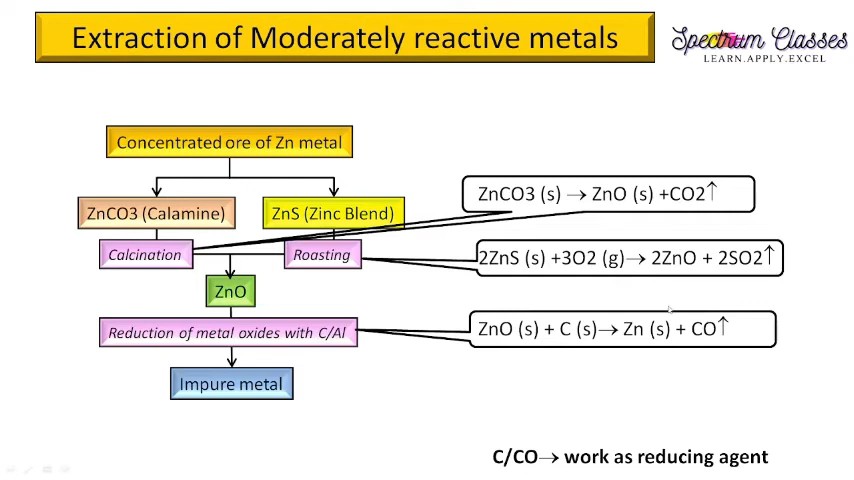 Extraction of Moderately reactive metals
Spectrum Classes
LEARN.APPLY.EXCEL
Concentrated ore of Zn metal
ZnCO3 (Calamine)
ZnS (Zinc Blend)
ZnCO3 (s) → ZnO (s) +CO2↑
Calcination
Roasting
2ZnS (s) +3O2 (g)→ 2ZnO + 2SO2↑
ZnO
Reduction of metal oxides with C/Al
ZnO (s) + C (s)→ Zn (s) + CO↑
Impure metal
C/CO→ work as reducing agent